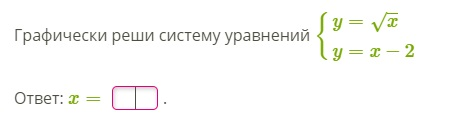 Графически реши систему уравнений { y = √x
y = x − 2
Ответ: x = .